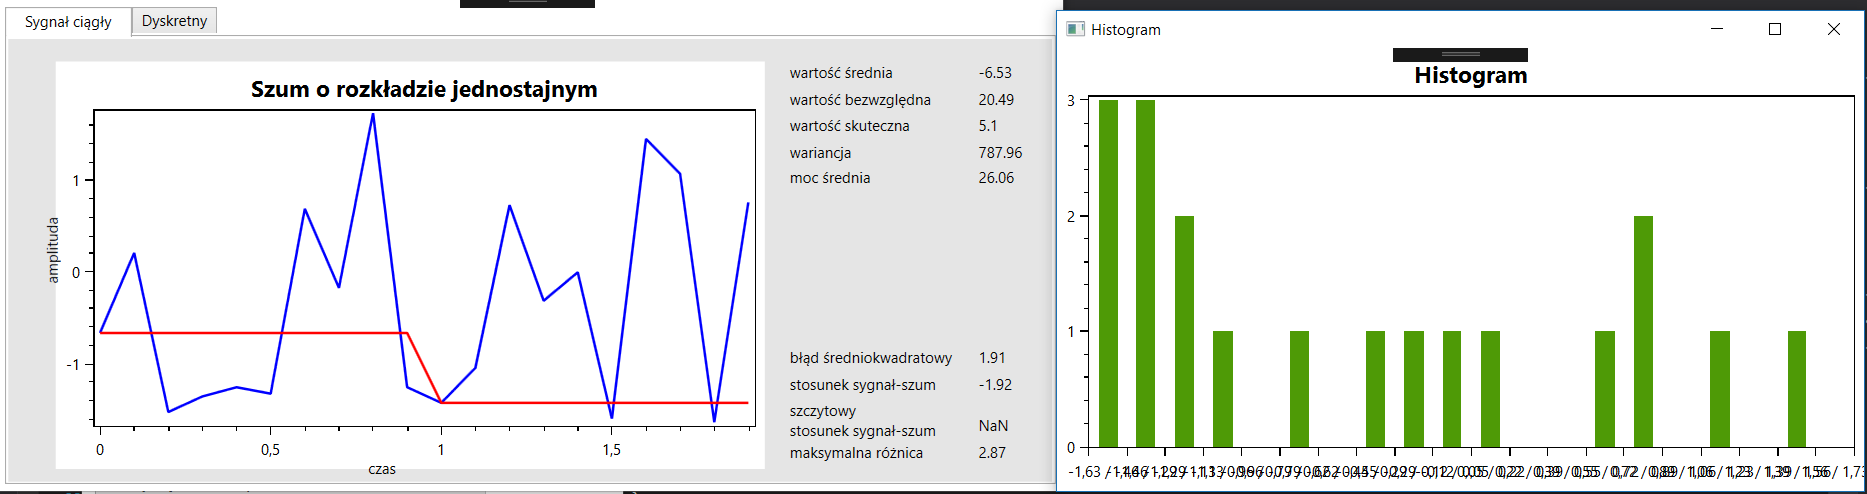 Sygnał ciągły
Dyskretny
Szum o rozkładzie jednostajnym
amplituda
1
0
-1
0
0,5
1
1,5
czas
wartość średnia -6.53
wartość bezwzględna 20.49
wartość skuteczna 5.1
wariancja 787.96
moc średnia 26.06
błąd średniokwadratowy 1.91
stosunek sygnał-szum -1.92
szczytowy
stosunek sygnał-szum NaN
maksymalna różnica 2.87
Histogram
Histogram
3
2
1
0
-1,63 /